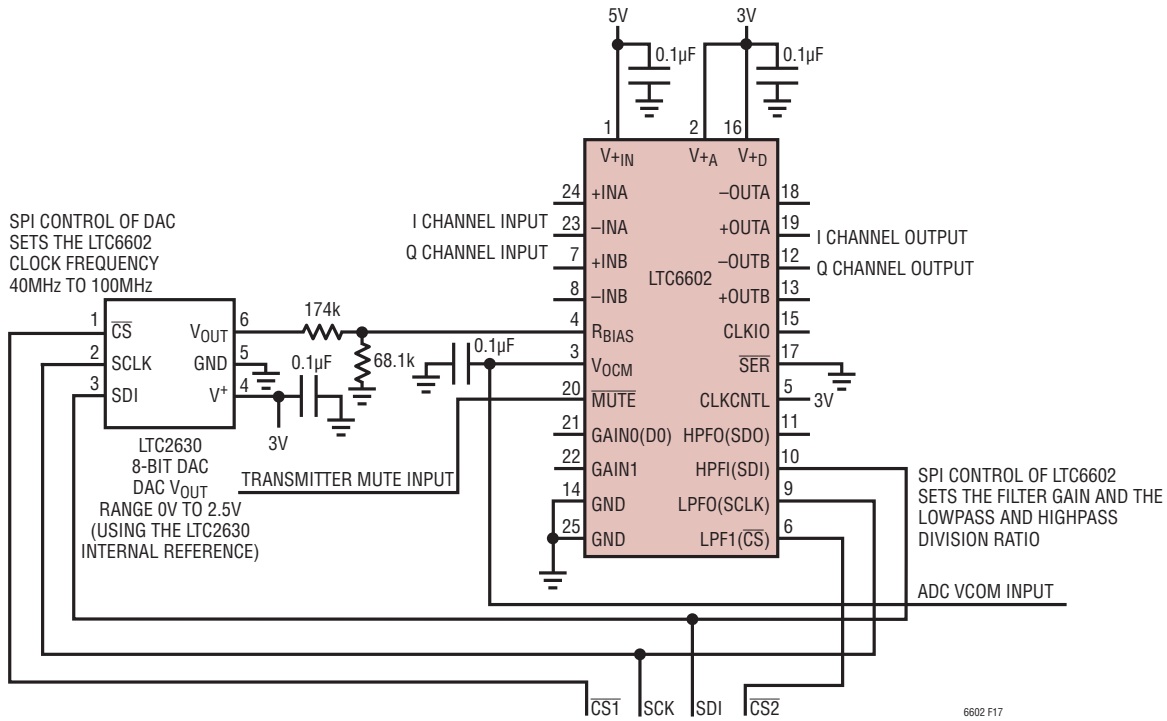 5V
3V
0.1µF
0.1µF
1
2
16
V+IN
V+A
V+D
24 +INA
–OUTA 18
I CHANNEL INPUT
23 –INA
+OUTA 19
I CHANNEL OUTPUT
Q CHANNEL INPUT
7 +INB
–OUTB 12
Q CHANNEL OUTPUT
LTC6602
8 –INB
+OUTB 13
SPI CONTROL OF DAC
SETS THE LTC6602
CLOCK FREQUENCY
40MHz TO 100MHz
1 CS
VOUT 6
174k
4 RBIAS
CLKIO 15
2 SCLK
GND 5
68.1k
0.1µF
3 VOCM
SER 17
3 SDI
V+ 4
0.1µF
3V
20 MUTE
CLKCNTL 5
3V
LTC2630
8-BIT DAC
DAC VOUT
RANGE 0V TO 2.5V
(USING THE LTC2630
INTERNAL REFERENCE)
TRANSMITTER MUTE INPUT
21 GAIN0(D0)
HPFO(SDO) 11
22 GAIN1
HPFI(SDI) 10
14 GND
LPFO(SCLK) 9
25 GND
LPF1(CS) 6
SPI CONTROL OF LTC6602
SETS THE FILTER GAIN AND THE
LOWPASS AND HIGHPASS
DIVISION RATIO
ADC VCOM INPUT
CS1
SCK
SDI
CS2
6602 F17